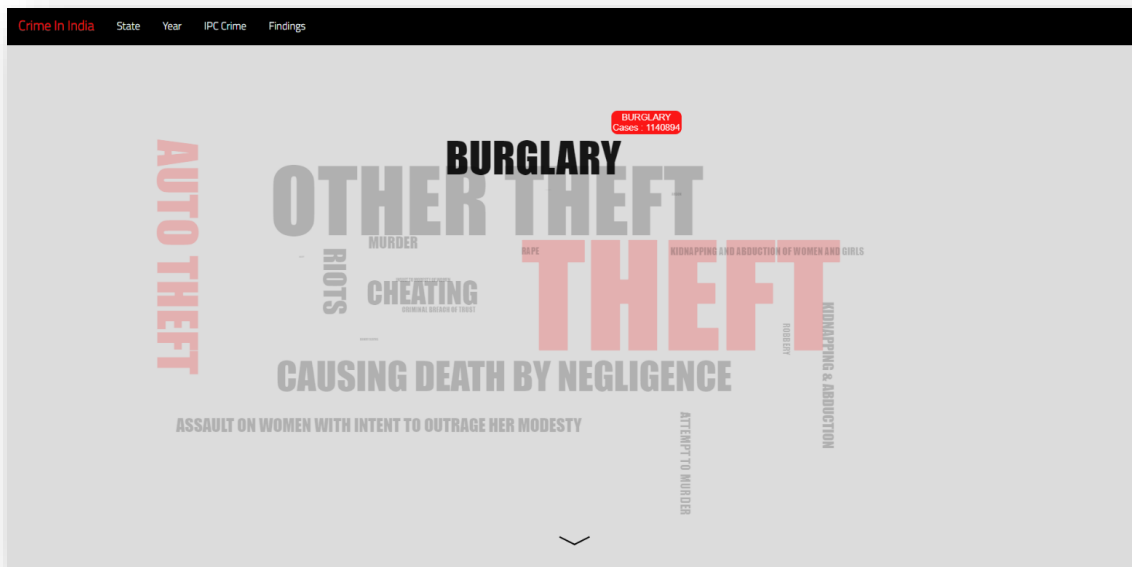 Crime In India State Year IPC Crime Findings
BURGLARY
Cases : 1140894
BURGLARY
AUTO THEFT
OTHER THEFT
MURDER
RIOTS
RAPE
KIDNAPPING AND ABDUCTION OF WOMEN AND GIRLS
THEFT
CHEATING
CRIMINAL BREACH OF TRUST
ROBBERY
KIDNAPPING & ABDUCTION
CAUSING DEATH BY NEGLIGENCE
ASSAULT ON WOMEN WITH INTENT TO OUTRAGE HER MODESTY
ATTEMPT TO MURDER